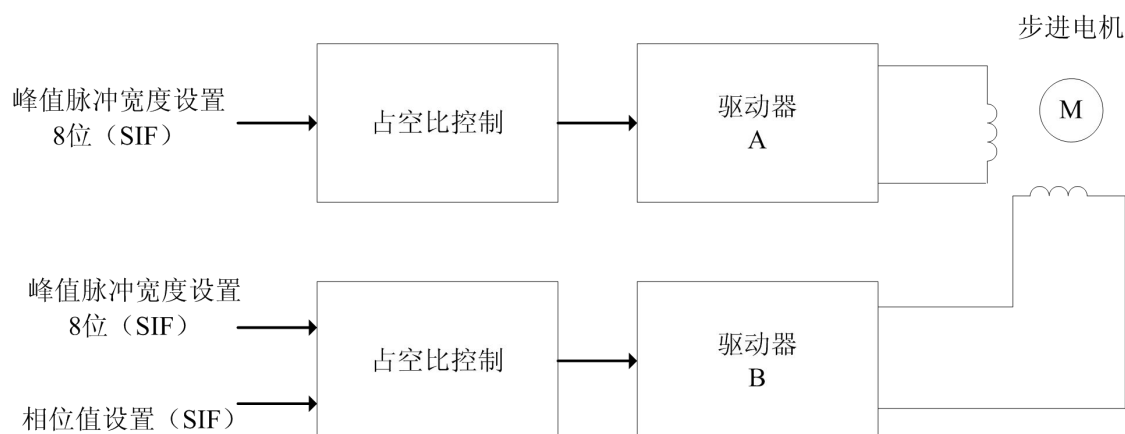 步进电机
峰值脉冲宽度设置
8位（SIF）
占空比控制
驱动器
A
M
峰值脉冲宽度设置
8位（SIF）
相位值设置（SIF）
占空比控制
驱动器
B